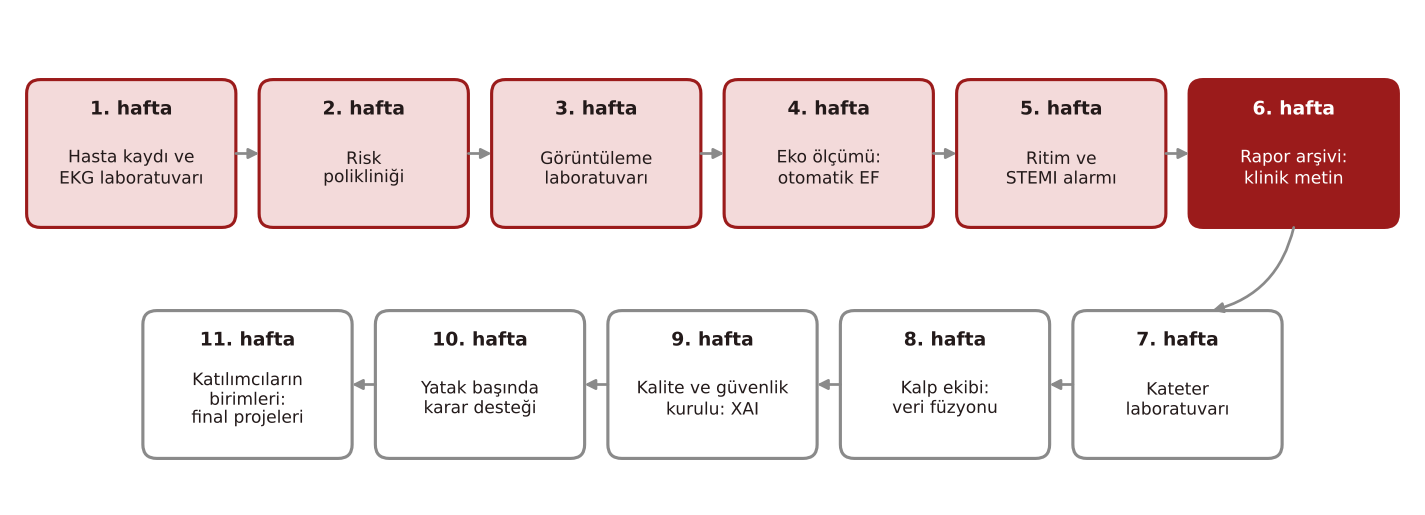 1. hafta
Hasta kaydı ve
EKG laboratuvarı
2. hafta
Risk
polikliniği
3. hafta
Görüntüleme
laboratuvarı
4. hafta
Eko ölçümü:
otomatik EF
5. hafta
Ritim ve
STEMI alarmı
6. hafta
Rapor arşivi:
klinik metin
7. hafta
Kateter
laboratuvarı
8. hafta
Kalp ekibi:
veri füzyonu
9. hafta
Kalite ve güvenlik
kurulu: XAI
10. hafta
Yatak başında
karar desteği
11. hafta
Katılımcıların
birimleri:
final projeleri